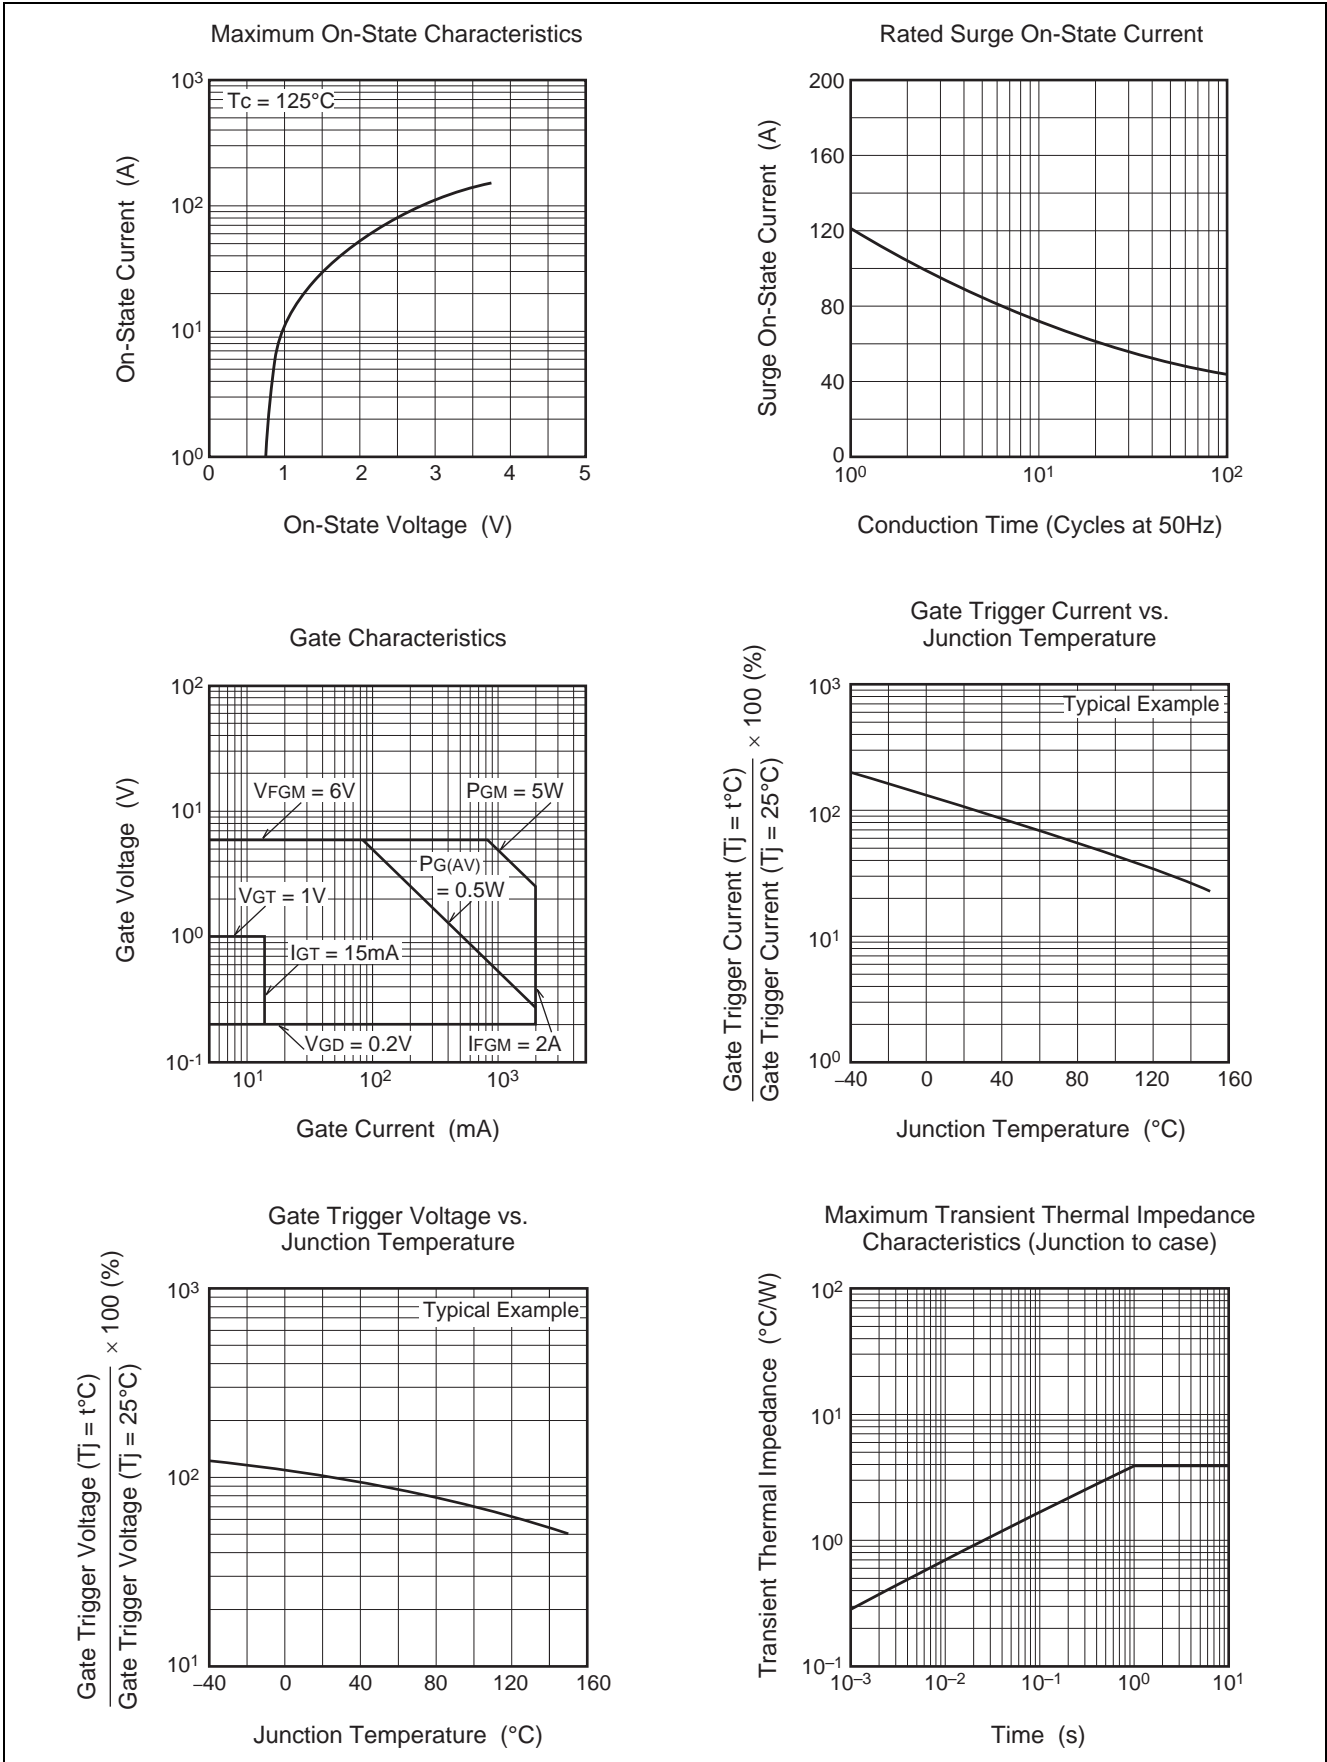 Maximum On-State Characteristics
10³
Tc = 125°C
10²
10¹
10⁰
0 1 2 3 4 5
On-State Current (A)
On-State Voltage (V)
Rated Surge On-State Current
200
160
120
80
40
0
10⁰ 10¹ 10²
Surge On-State Current (A)
Conduction Time (Cycles at 50Hz)
Gate Characteristics
10²
10¹
10⁰
10-1
10¹ 10² 10³
VFGM = 6V
PGM = 5W
PG(AV)
= 0.5W
VGT = 1V
IGT = 15mA
VGD = 0.2V
IFGM = 2A
Gate Voltage (V)
Gate Current (mA)
Gate Trigger Current vs.
Junction Temperature
10³
Typical Example
10²
10¹
10⁰
–40 0 40 80 120 160
Gate Trigger Current (Tj = t°C)
Gate Trigger Current (Tj = 25°C)
× 100 (%)
Junction Temperature (°C)
Gate Trigger Voltage vs.
Junction Temperature
10³
Typical Example
10²
10¹
–40 0 40 80 120 160
Gate Trigger Voltage (Tj = t°C)
Gate Trigger Voltage (Tj = 25°C)
× 100 (%)
Junction Temperature (°C)
Maximum Transient Thermal Impedance
Characteristics (Junction to case)
10²
10¹
10⁰
10–1
10–3 10–2 10–1 10⁰ 10¹
Transient Thermal Impedance (°C/W)
Time (s)